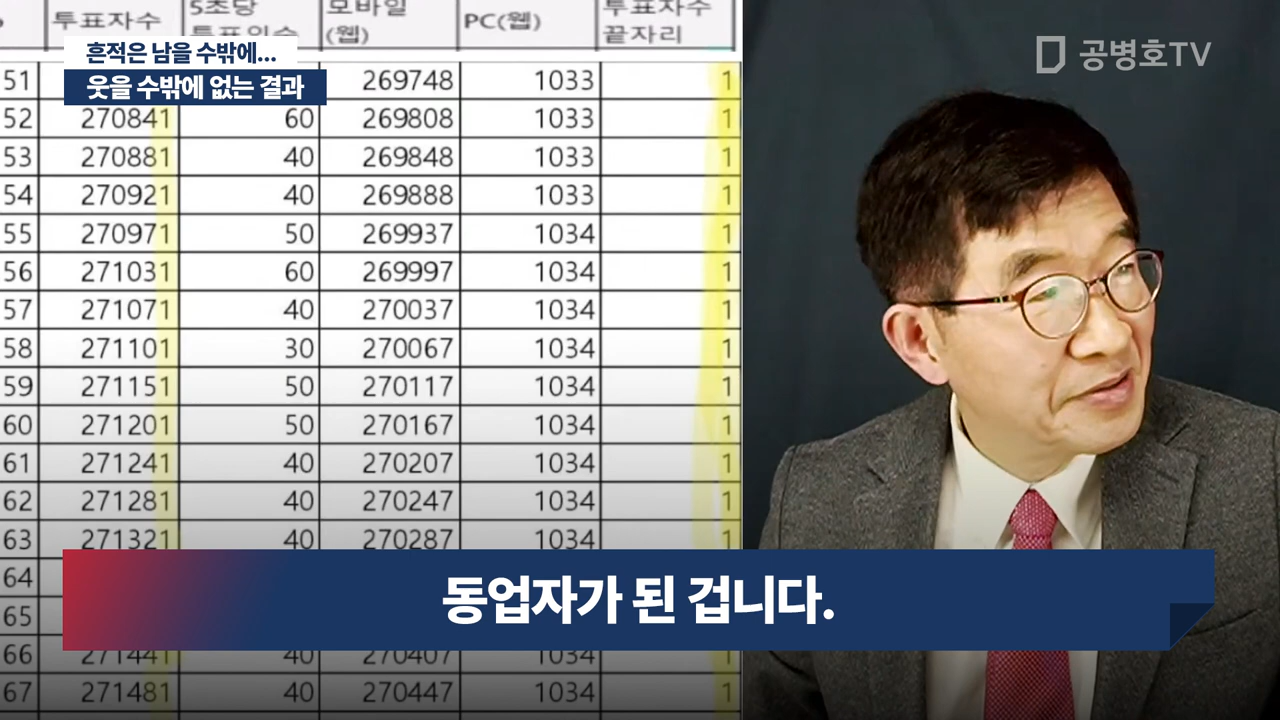 투표자수
5초당
투표인수
모바일
(웹)
PC(웹)
투표자수
끝자리
공병호TV
흔적은 남을 수밖에...
웃을 수밖에 없는 결과
51 269748 1033 1
52 270841 60 269808 1033 1
53 270881 40 269848 1033 1
54 270921 40 269888 1033 1
55 270971 50 269937 1034 1
56 271031 60 269997 1034 1
57 271071 40 270037 1034 1
58 271101 30 270067 1034 1
59 271151 50 270117 1034 1
60 271201 50 270167 1034 1
61 271241 40 270207 1034 1
62 271281 40 270247 1034 1
63 271321 40 270287 1034 1
64
65
66 271441 40 270407 1034 1
67 271481 40 270447 1034 1
동업자가 된 겁니다.